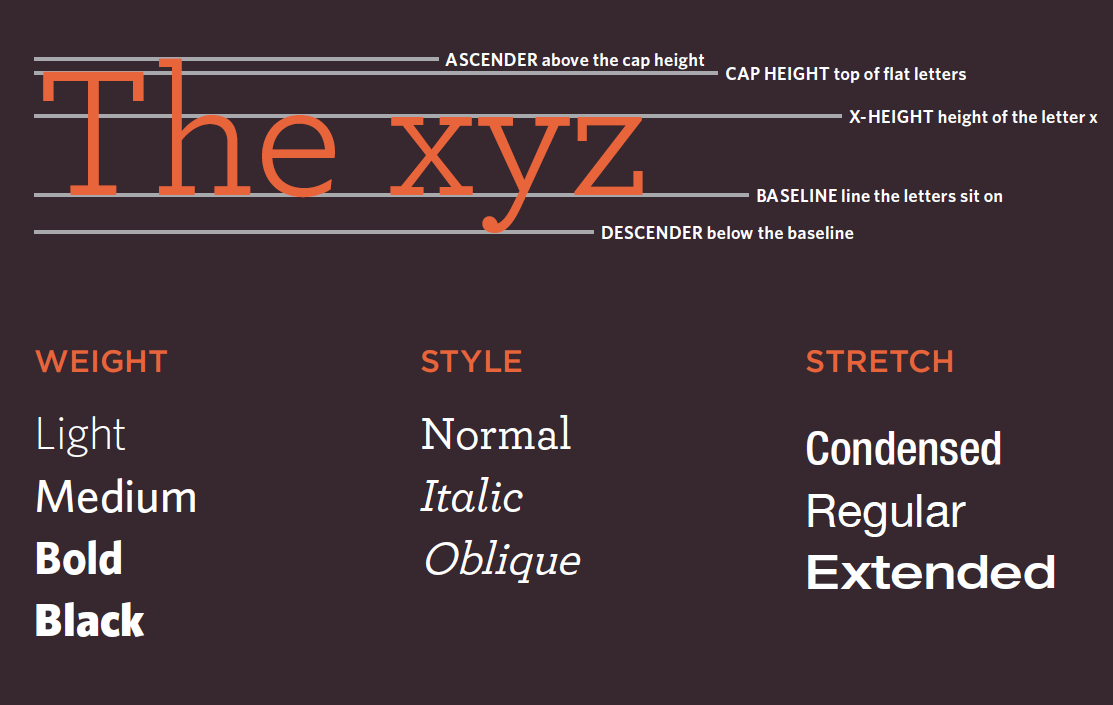 ASCENDER above the cap height
CAP HEIGHT top of flat letters
The xyz
X-HEIGHT height of the letter x
BASELINE line the letters sit on
DESCENDER below the baseline
WEIGHT
Light
Medium
Bold
Black
STYLE
Normal
Italic
Oblique
STRETCH
Condensed
Regular
Extended